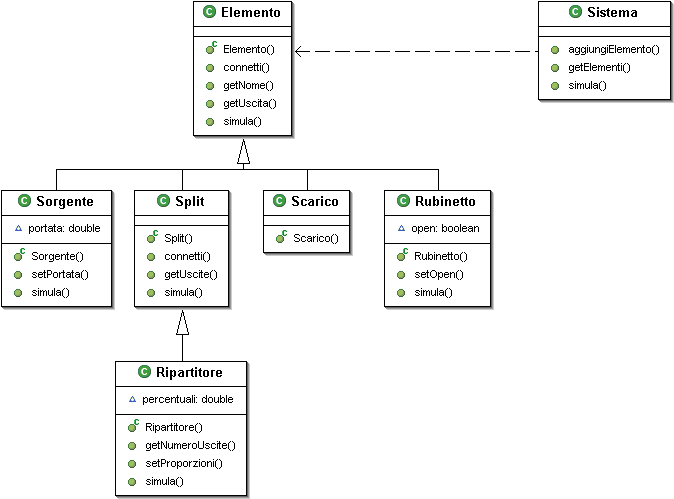 Elemento
Elemento()
connetti()
getNome()
getUscita()
simula()
Sistema
aggiungiElemento()
getElementi()
simula()
Sorgente
portata: double
Sorgente()
setPortata()
simula()
Split
Split()
connetti()
getUscite()
simula()
Scarico
Scarico()
Rubinetto
open: boolean
Rubinetto()
setOpen()
simula()
Ripartitore
percentuali: double
Ripartitore()
getNumeroUscite()
setProporzioni()
simula()